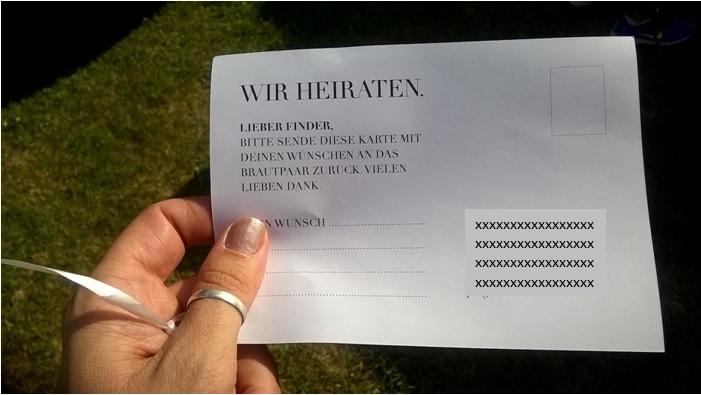 WIR HEIRATEN.
LIEBER FINDER,
BITTE SENDE DIESE KARTE MIT
DEINEN WÜNSCHEN AN DAS
BRAUTPAAR ZURÜCK. VIELEN
LIEBEN DANK.
WUNSCH
XXXXXXXXXXXXXXXXX
XXXXXXXXXXXXXXXXX
XXXXXXXXXXXXXXXXX
XXXXXXXXXXXXXXXXX